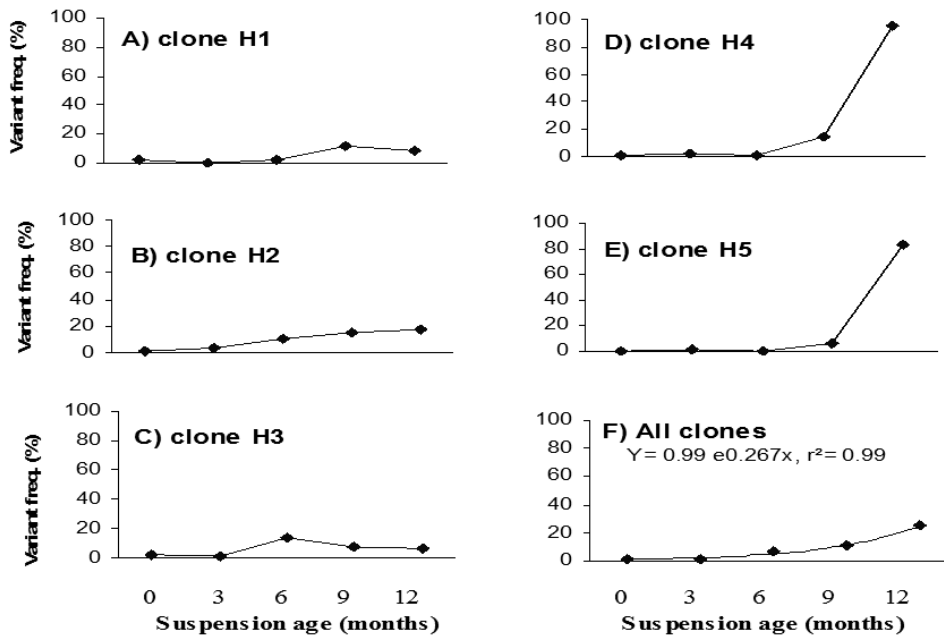 A) clone H1
Variant freq. (%)
100
80
60
40
20
0
D) clone H4
100
80
60
40
20
0
B) clone H2
Variant freq. (%)
100
80
60
40
20
0
E) clone H5
100
80
60
40
20
0
C) clone H3
Variant freq. (%)
100
80
60
40
20
0
0 3 6 9 12
Suspension age (months)
F) All clones
Y= 0.99 e0.267x, r²= 0.99
100
80
60
40
20
0
0 3 6 9 12
Suspension age (months)